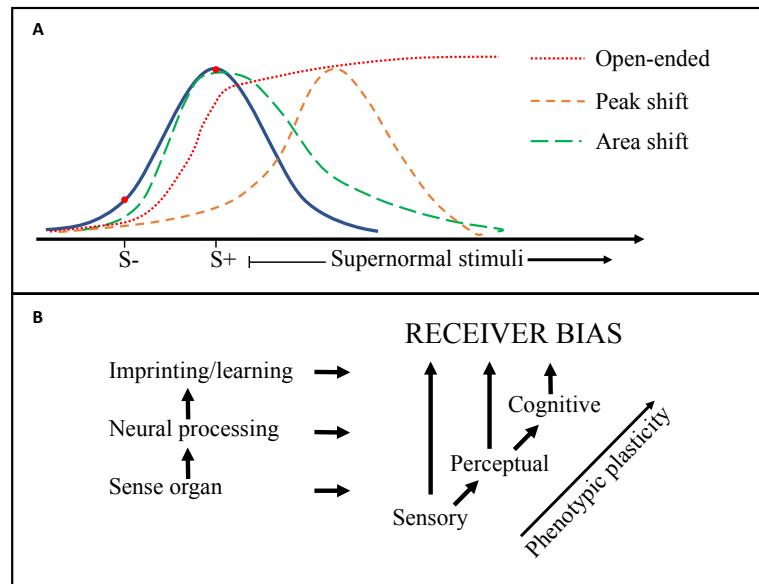 A
Open-ended
Peak shift
Area shift
S-
S+
Supernormal stimuli
B
RECEIVER BIAS
Imprinting/learning
Cognitive
Neural processing
Perceptual
Sense organ
Sensory
Phenotypic plasticity